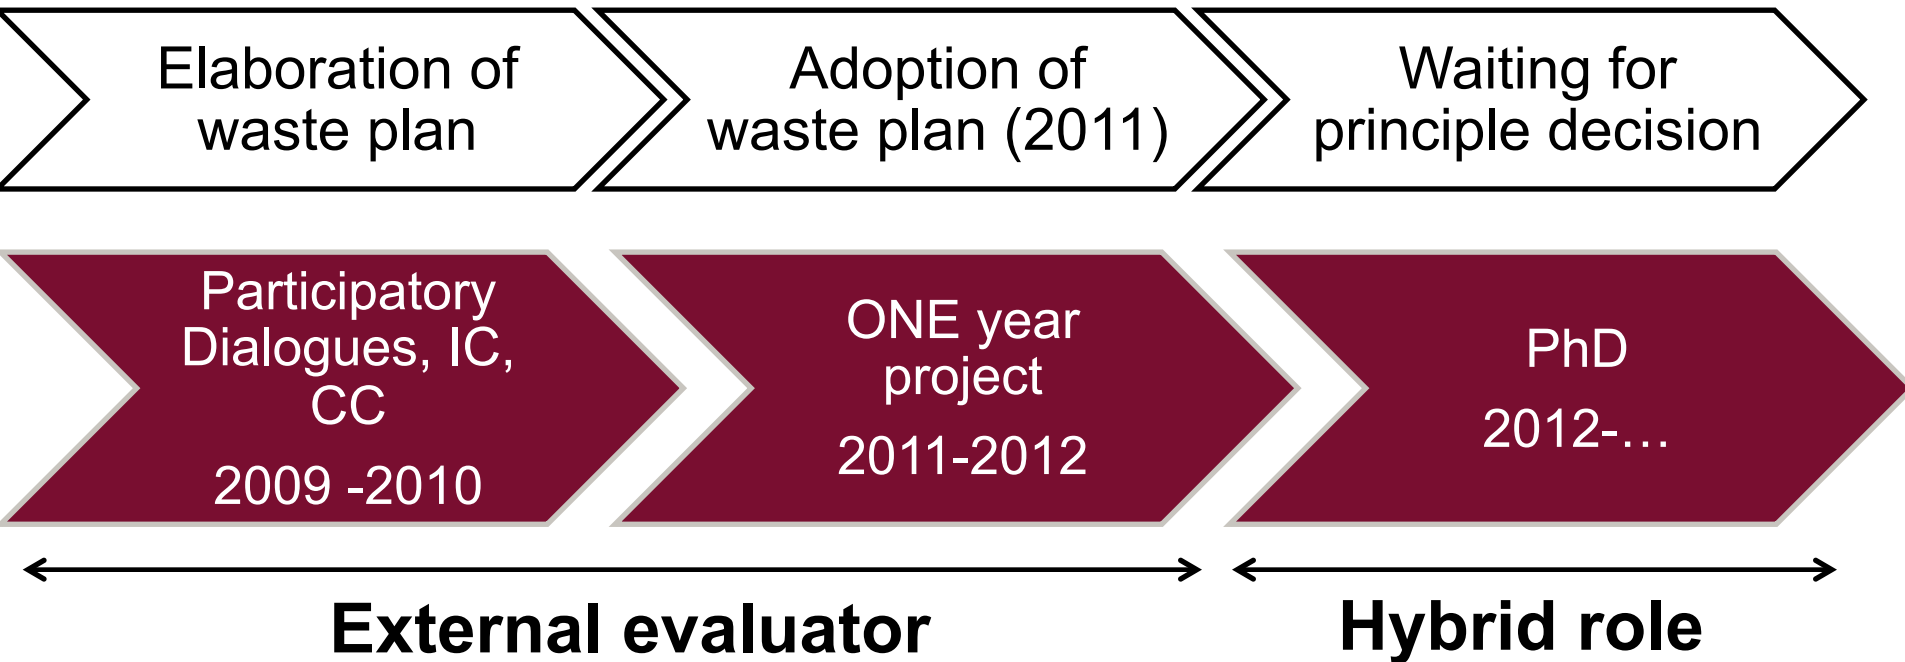 Elaboration of
waste plan
Adoption of
waste plan (2011)
Waiting for
principle decision
Participatory
Dialogues, IC,
CC
2009 -2010
ONE year
project
2011-2012
PhD
2012-…
External evaluator
Hybrid role